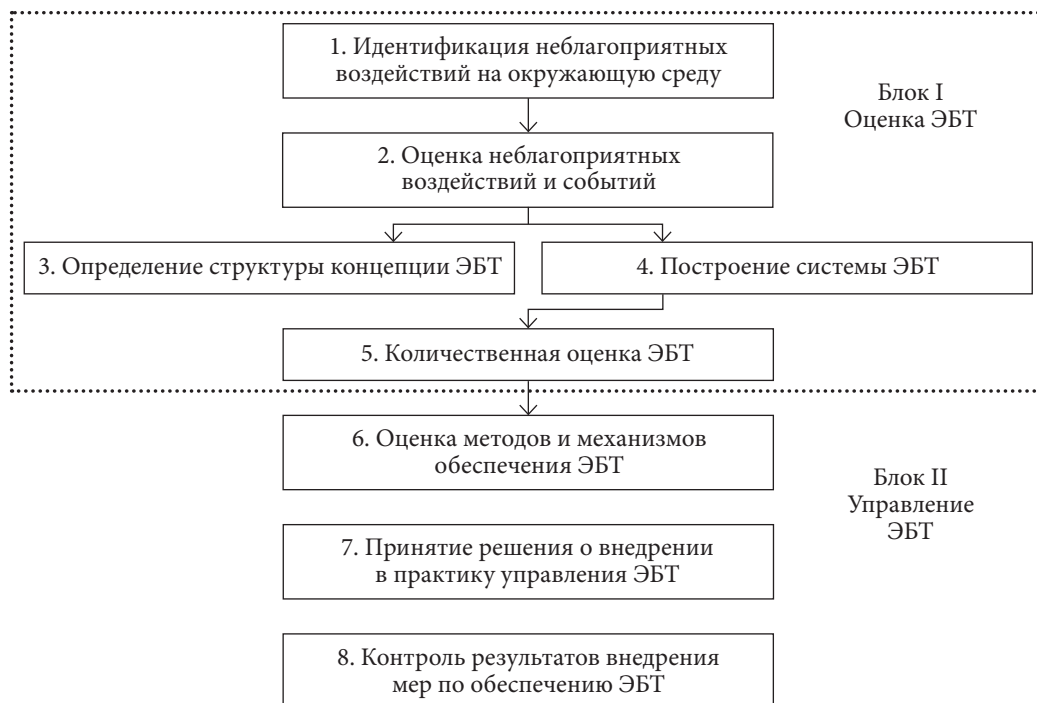 1. Идентификация неблагоприятных
воздействий на окружающую среду
Блок I
Оценка ЭБТ
2. Оценка неблагоприятных
воздействий и событий
3. Определение структуры концепции ЭБТ
4. Построение системы ЭБТ
5. Количественная оценка ЭБТ
6. Оценка методов и механизмов
обеспечения ЭБТ
Блок II
Управление
ЭБТ
7. Принятие решения о внедрении
в практику управления ЭБТ
8. Контроль результатов внедрения
мер по обеспечению ЭБТ